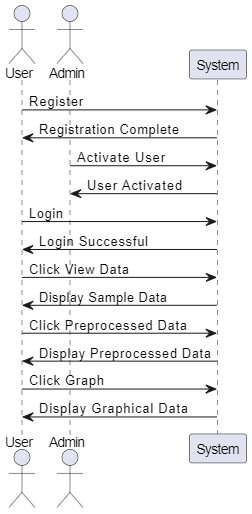 User Admin System
Register
Registration Complete
Activate User
User Activated
Login
Login Successful
Click View Data
Display Sample Data
Click Preprocessed Data
Display Preprocessed Data
Click Graph
Display Graphical Data
User Admin System